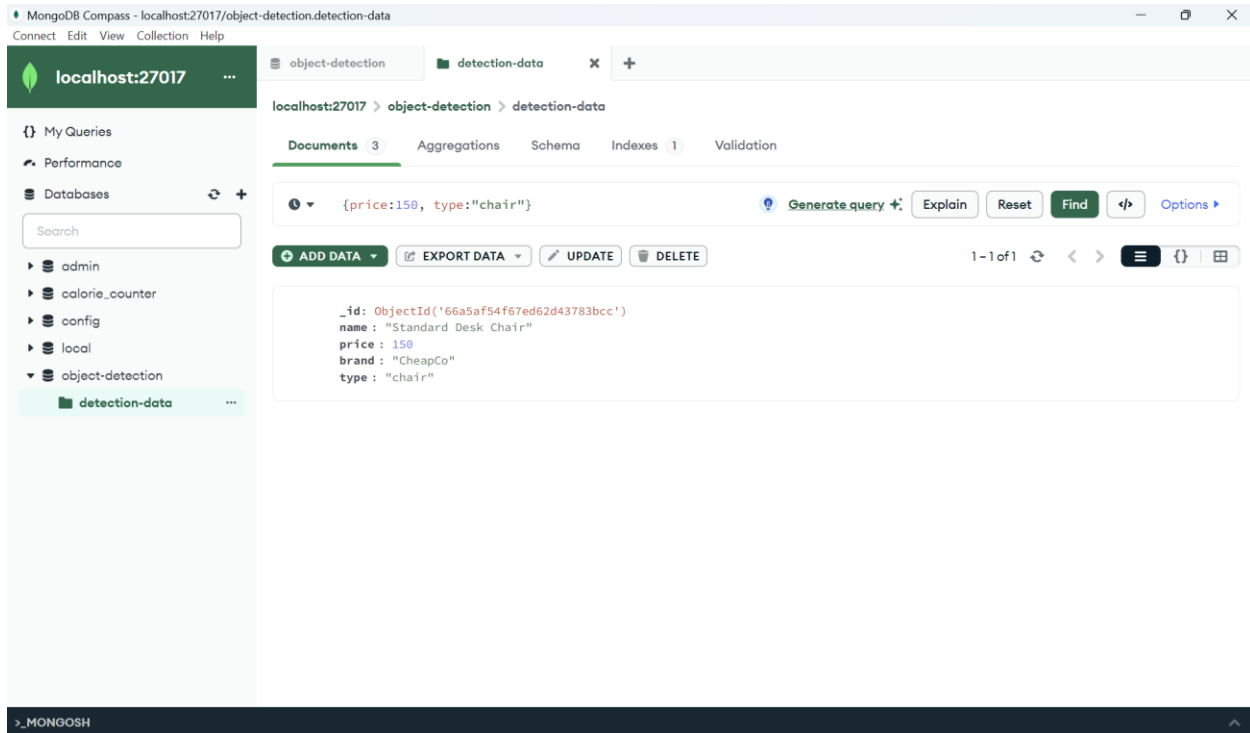 MongoDB Compass - localhost:27017/object-detection.detection-data
Connect Edit View Collection Help
localhost:27017 ...
{} My Queries
Performance
Databases
Search
admin
calorie_counter
config
local
object-detection
detection-data ...
object-detection
detection-data
localhost:27017 > object-detection > detection-data
Documents 3 Aggregations Schema Indexes 1 Validation
{price:150, type:"chair"}
Generate query Explain Reset Find </> Options
ADD DATA EXPORT DATA UPDATE DELETE
1 – 1 of 1 {}
_id: ObjectId('66a5af54f67ed62d43783bcc')
name : "Standard Desk Chair"
price : 150
brand : "CheapCo"
type : "chair"
>_MONGOSH